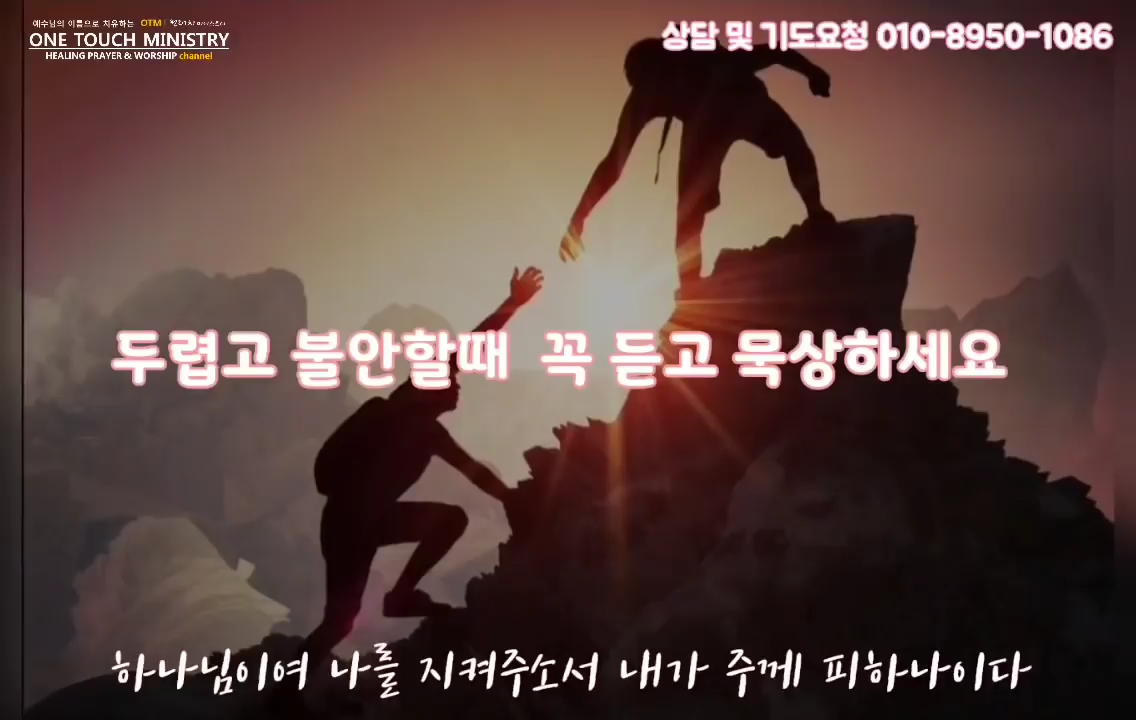 예수님의 이름으로 치유하는 OTM
ONE TOUCH MINISTRY
HEALING PRAYER & WORSHIP channel
상담 및 기도요청 010-8950-1086
두렵고 불안할때 꼭 듣고 묵상하세요
하나님이여 나를 지켜주소서 내가 주께 피하나이다